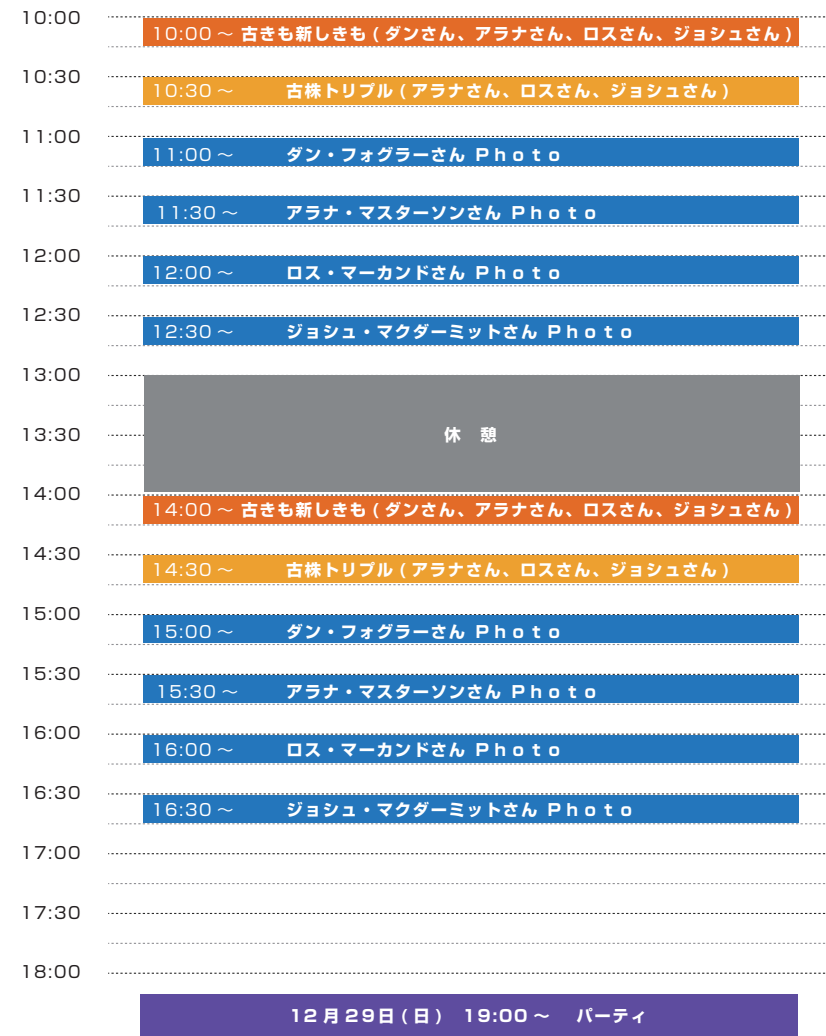 10:00
10:00～ 古きも新しきも(ダンさん、アラナさん、ロスさん、ジョシュさん)
10:30
10:30～ 古株トリプル(アラナさん、ロスさん、ジョシュさん)
11:00
11:00～ ダン・フォグラーさん Photo
11:30
11:30～ アラナ・マスターソンさん Photo
12:00
12:00～ ロス・マーカンドさん Photo
12:30
12:30～ ジョシュ・マクダーミットさん Photo
13:00
13:30
休 憩
14:00
14:00～ 古きも新しきも(ダンさん、アラナさん、ロスさん、ジョシュさん)
14:30
14:30～ 古株トリプル(アラナさん、ロスさん、ジョシュさん)
15:00
15:00～ ダン・フォグラーさん Photo
15:30
15:30～ アラナ・マスターソンさん Photo
16:00
16:00～ ロス・マーカンドさん Photo
16:30
16:30～ ジョシュ・マクダーミットさん Photo
17:00
17:30
18:00
12月29日(日) 19:00～ パーティ